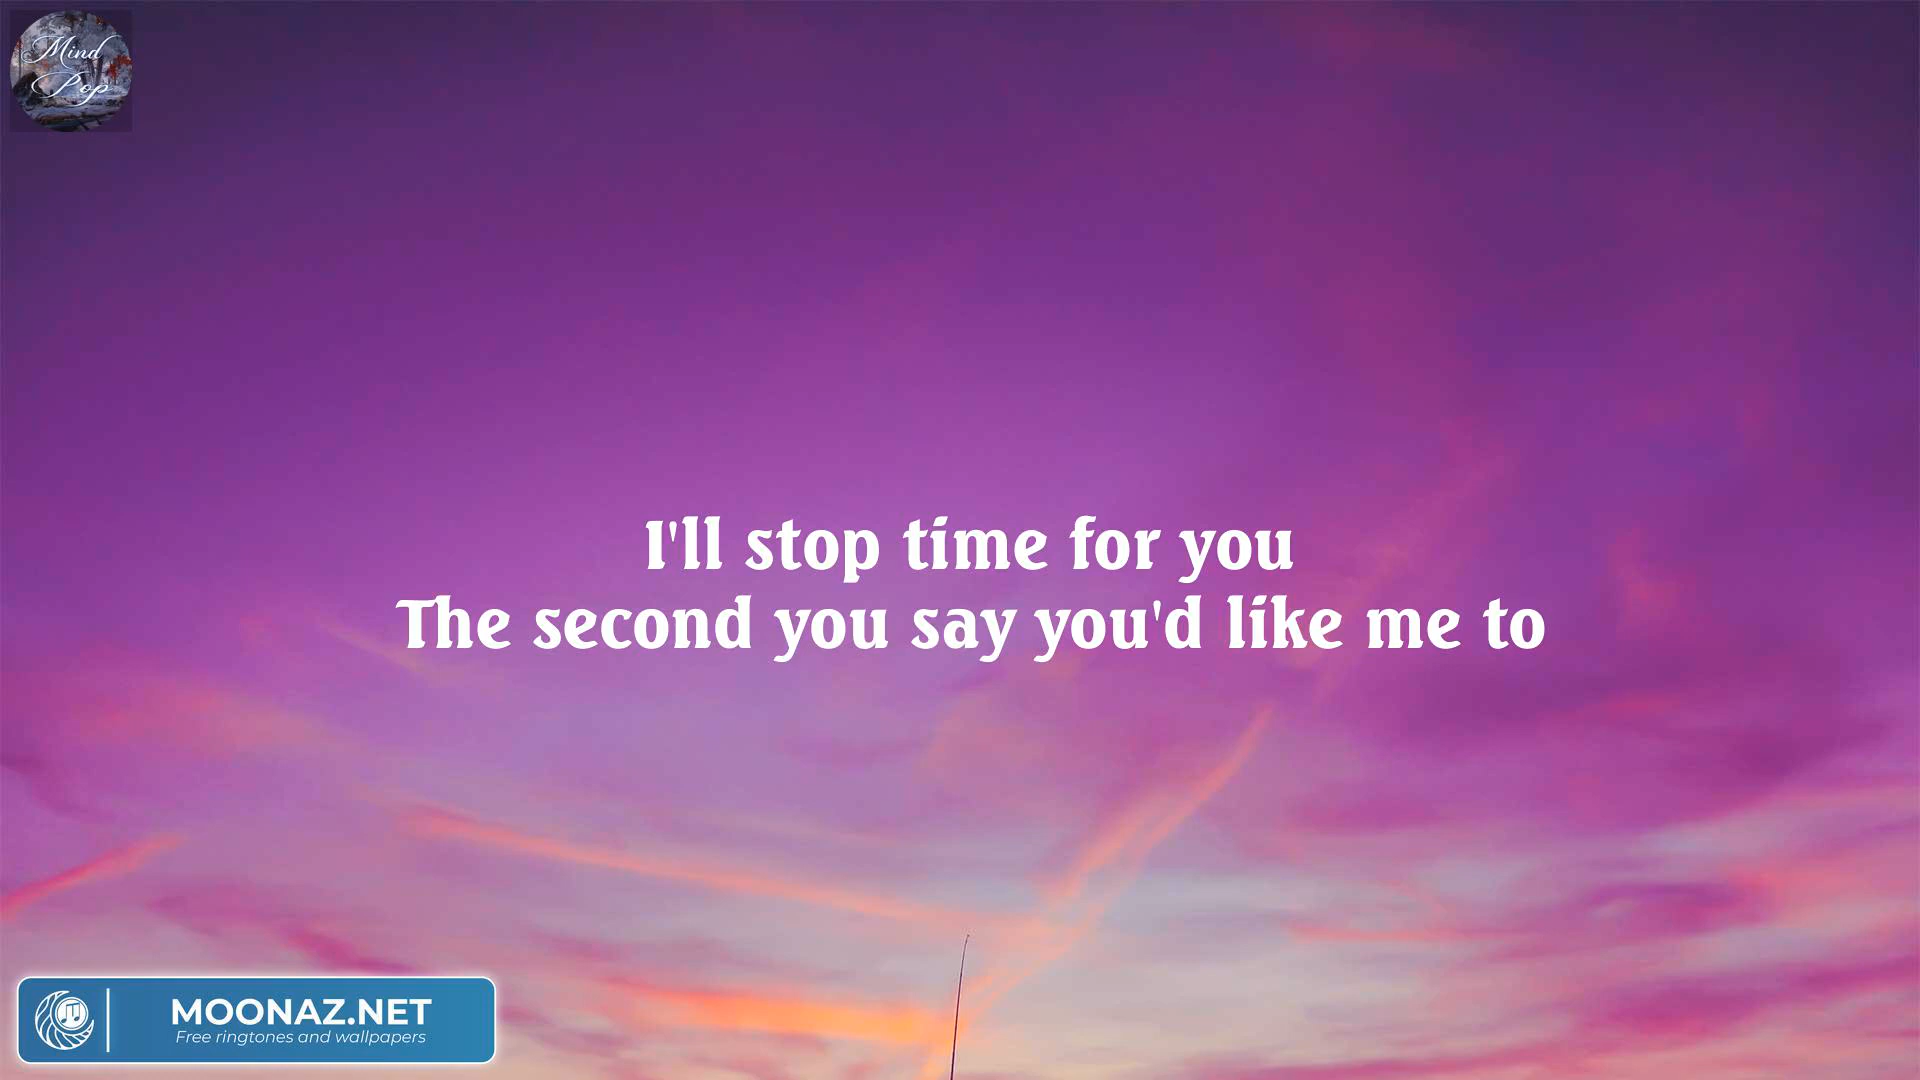 Mind
Pop
I'll stop time for you
The second you say you'd like me to
MOONAZ.NET
Free ringtones and wallpapers